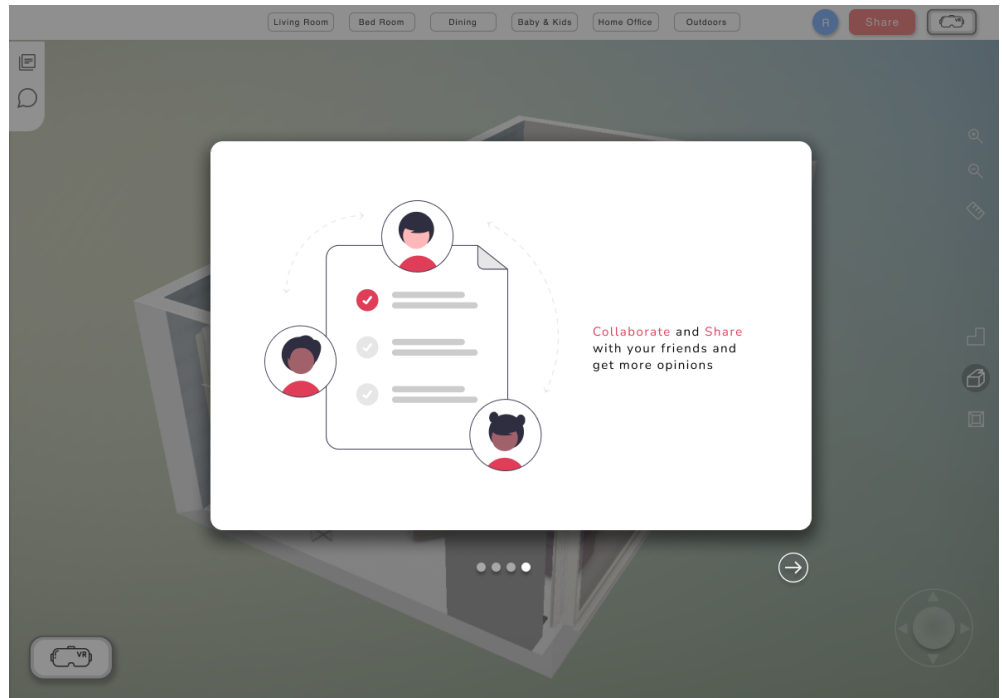 Living Room
Bed Room
Dining
Baby & Kids
Home Office
Outdoors
R
Share
VR
Collaborate and Share
with your friends and
get more opinions
VR